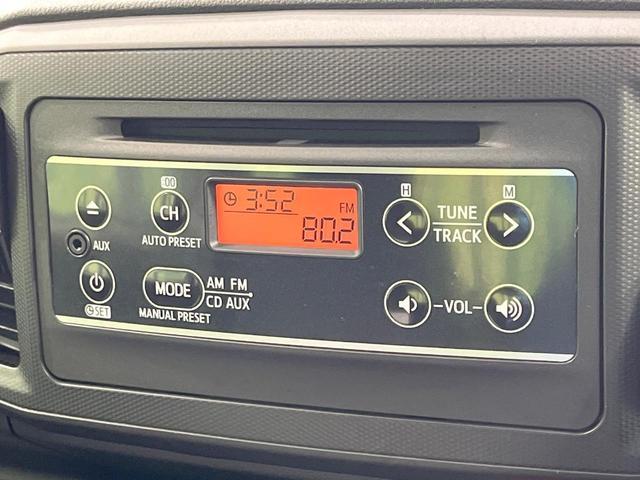 :00
H
M
3:52
FM
80.2
CH
AUTO PRESET
AUX
TUNE
TRACK
MODE
AM FM
CD AUX
MANUAL PRESET
SET
-VOL-